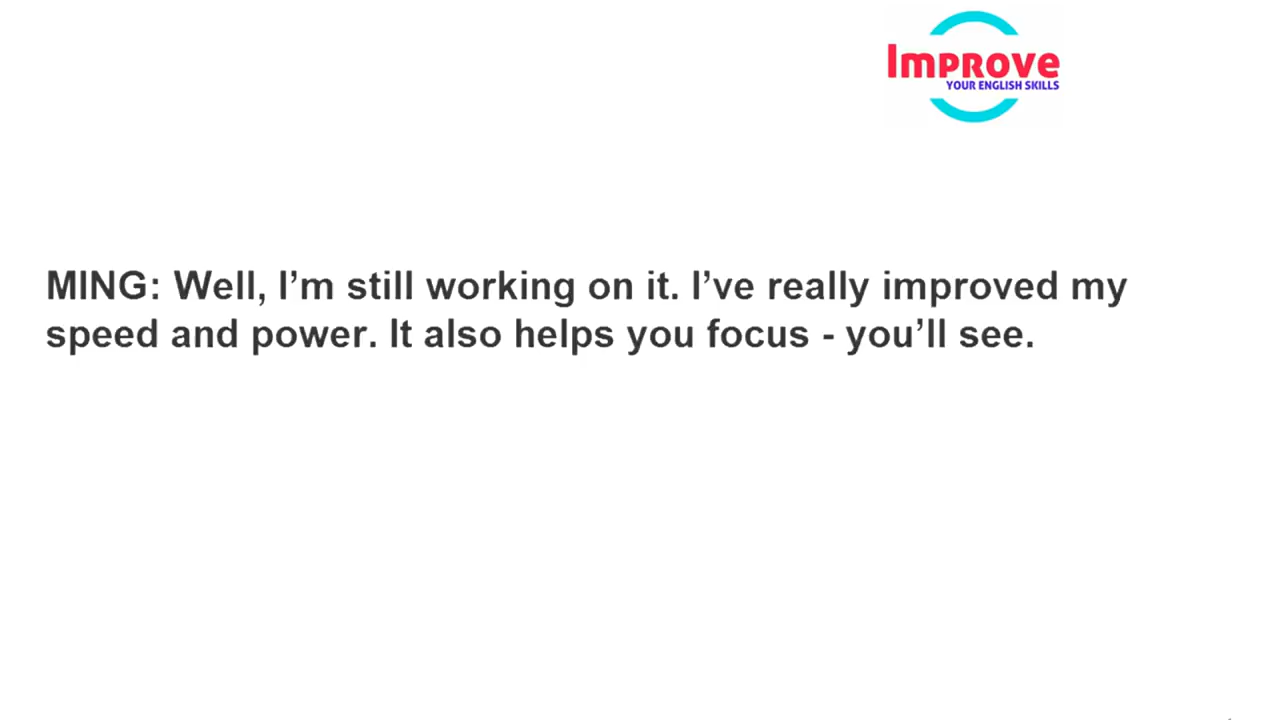 Improve
YOUR ENGLISH SKILLS
MING: Well, I’m still working on it. I’ve really improved my
speed and power. It also helps you focus - you’ll see.